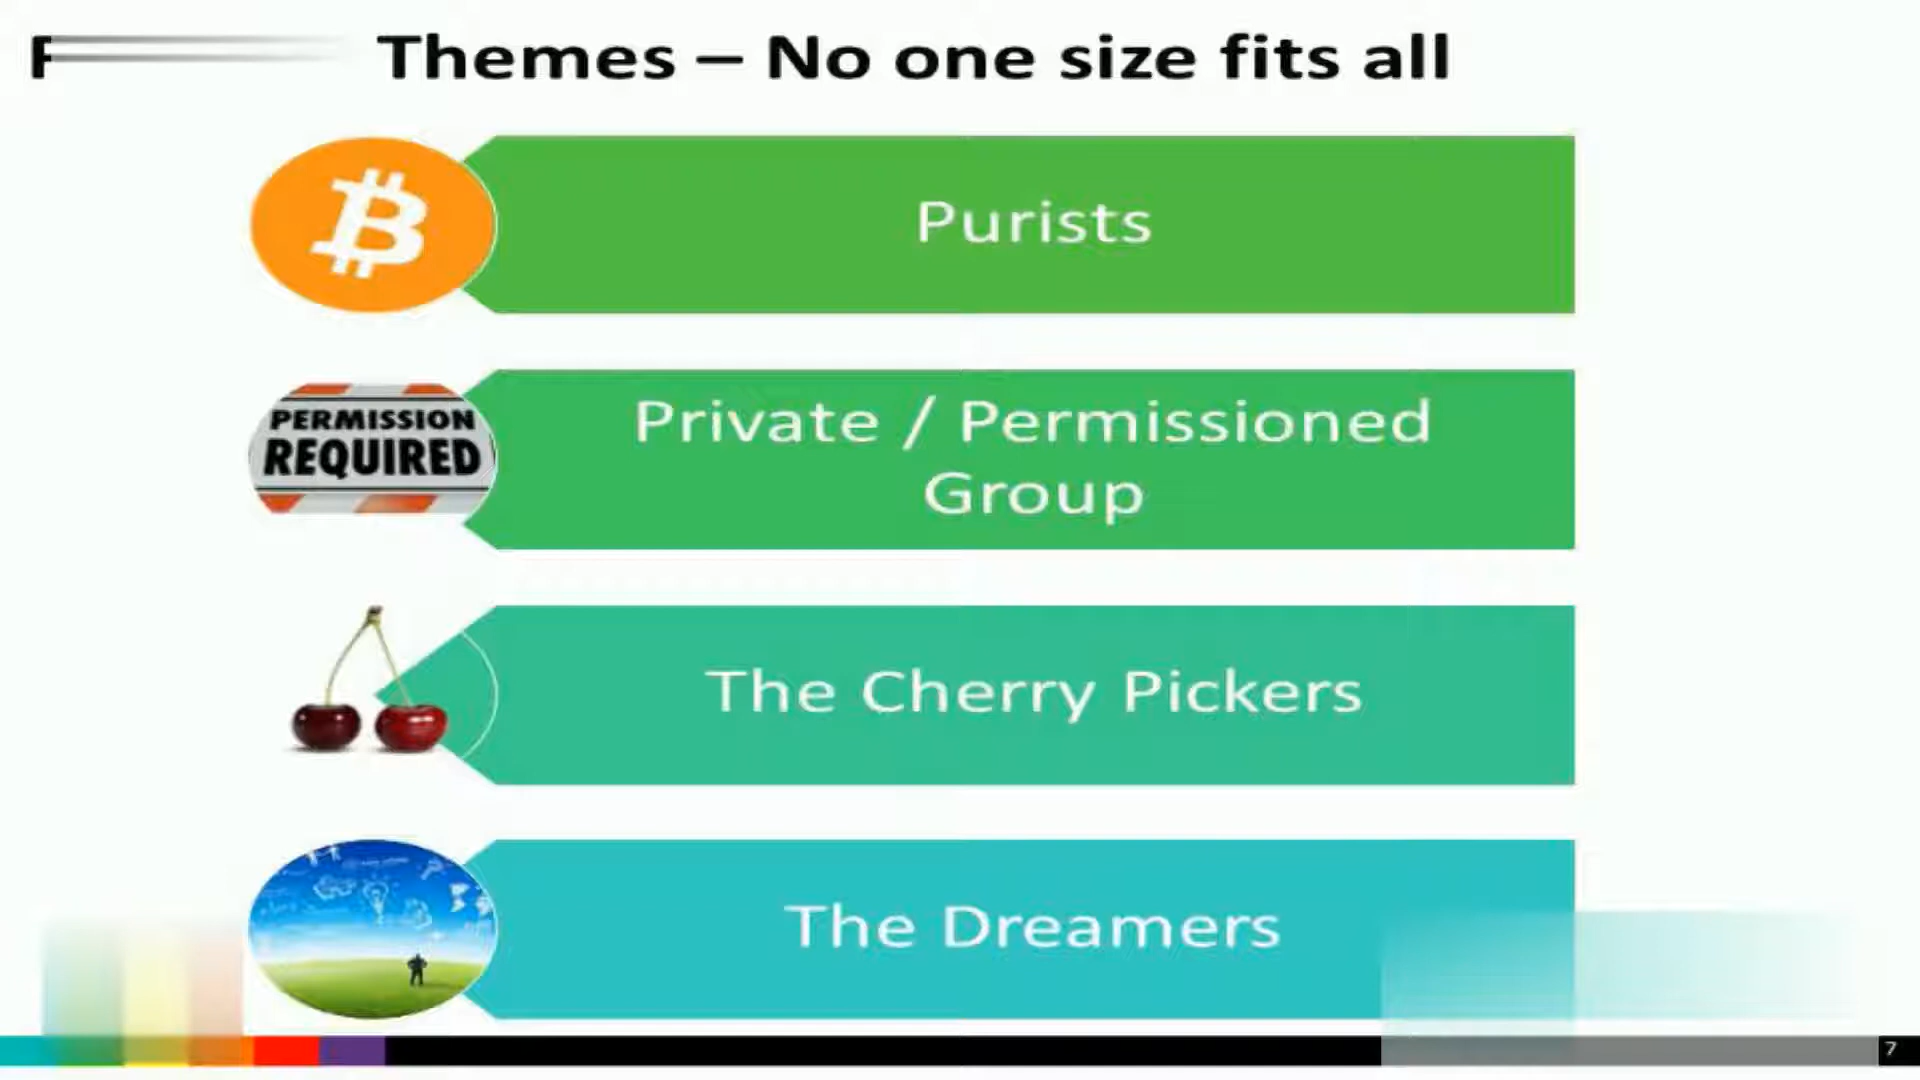 Themes – No one size fits all
Purists
PERMISSION
REQUIRED
Private / Permissioned
Group
The Cherry Pickers
The Dreamers
7